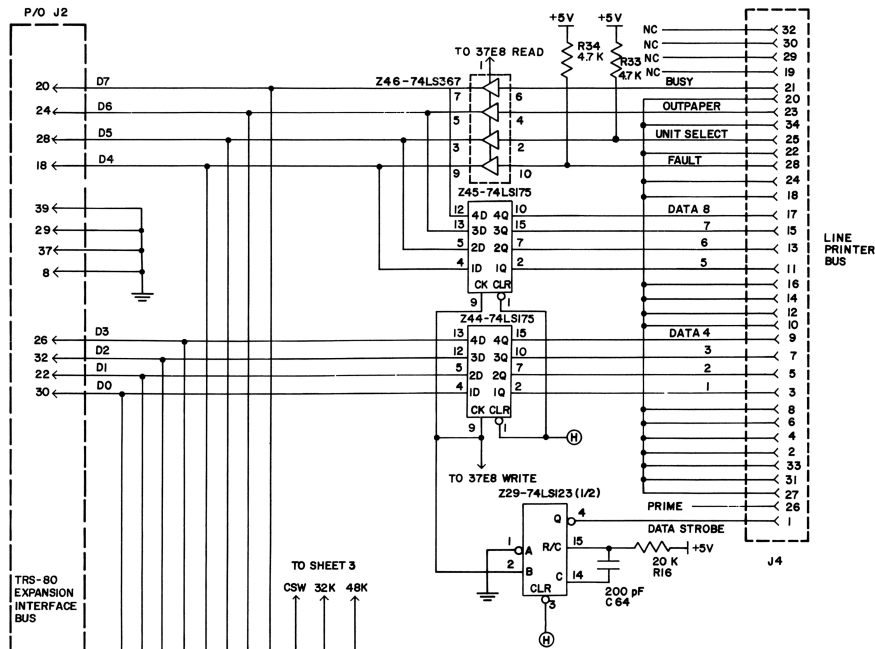 P/O J2
20 D7
24 D6
28 D5
18 D4
39
29
37
8
26 D3
32 D2
22 D1
30 D0
TRS-80
EXPANSION
INTERFACE
BUS
TO SHEET 3
CSW 32K 48K
+5V +5V
R34
4.7 K
R33
4.7K
TO 37E8 READ
1
Z46-74LS367
7 6
5 4
3 2
9 10
Z45-74LS175
12 4D 4Q 10
13 3D 3Q 15
5 2D 2Q 7
4 1D 1Q 2
CK CLR
9 1
Z44-74LS175
13 4D 4Q 15
12 3D 3Q 10
5 2D 2Q 7
4 1D 1Q 2
CK CLR
9 1
H
TO 37E8 WRITE
Z29-74LS123 (1/2)
Q 4
1 A R/C 15
2 B C 14
CLR
3
H
20 K
R16
+5V
200 pF
C64
NC 32
NC 30
NC 29
NC 19
BUSY 21
20
OUTPAPER 23
34
UNIT SELECT 25
22
FAULT 28
24
18
DATA 8 17
7 15
6 13
5 11
16
14
12
10
DATA 4 9
3 7
2 5
1 3
8
6
4
2
33
31
27
PRIME 26
DATA STROBE 1
J4
LINE
PRINTER
BUS